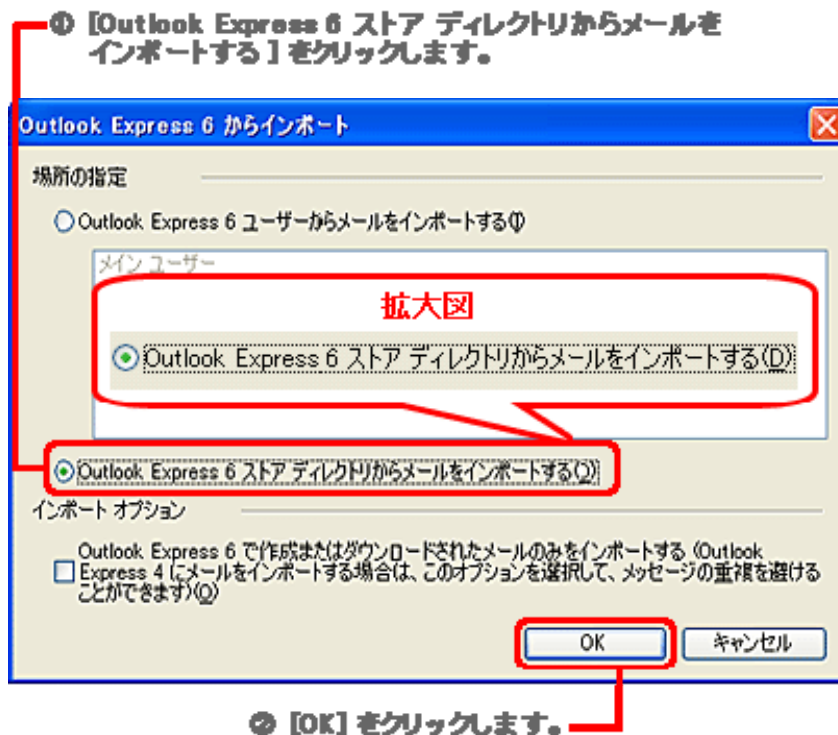 ① [Outlook Express 6 ストア ディレクトリからメールを
インポートする] をクリックします。
Outlook Express 6 からインポート
場所の指定
Outlook Express 6 ユーザーからメールをインポートする(I)
メイン ユーザー
拡大図
Outlook Express 6 ストア ディレクトリからメールをインポートする(D)
Outlook Express 6 ストア ディレクトリからメールをインポートする(D)
インポート オプション
Outlook Express 6 で作成またはダウンロードされたメールのみをインポートする (Outlook
Express 4 にメールをインポートする場合は、このオプションを選択して、メッセージの重複を避ける
ことができます)(O)
OK
キャンセル
② [OK] をクリックします。